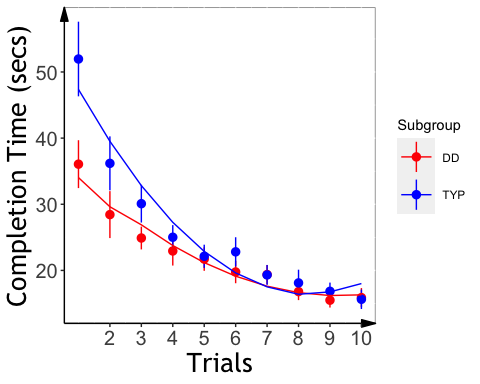 Completion Time (secs)
50
40
30
20
2 3 4 5 6 7 8 9 10
Trials
Subgroup
DD
TYP